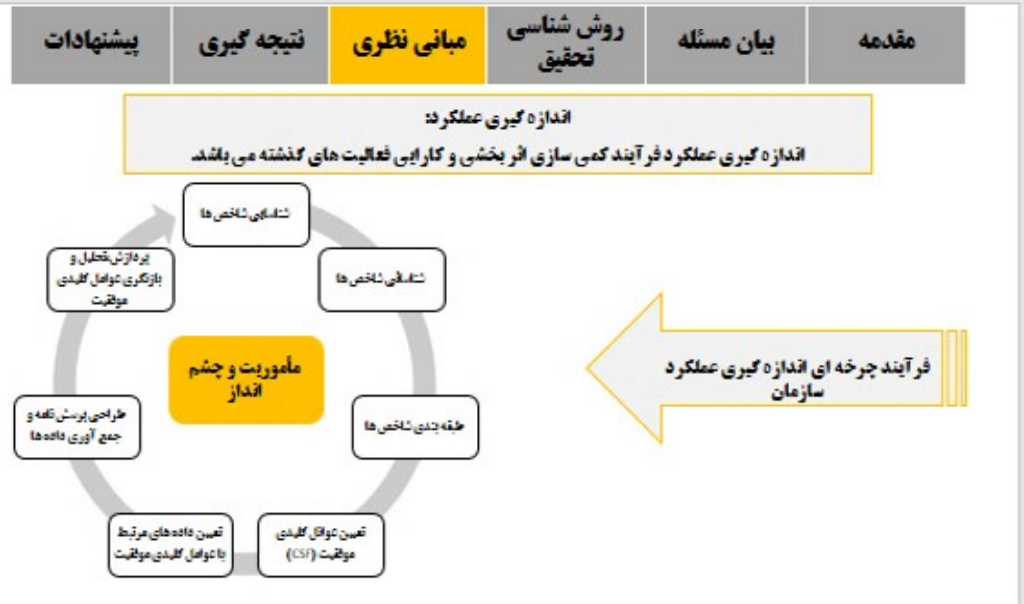 مقدمه
بیان مسئله
روش شناسی
تحقیق
مبانی نظری
نتیجه گیری
پیشنهادات
اندازه گیری عملکرد:
اندازه گیری عملکرد فرآیند کمی سازی اثر بخشی و کارایی فعالیت های گذشته می باشد.
فرآیند چرخه ای اندازه گیری عملکرد
سازمان
شناسایی شاخص ها
شناسائی شاخص ها
طبقه بندی شاخص ها
تعیین عوامل کلیدی
موفقیت (CSF)
تعیین داده های مرتبط
با عوامل کلیدی موفقیت
طراحی پرسش نامه و
جمع آوری داده ها
پردازش،تحلیل و
بازنگری عوامل کلیدی
موفقیت
مأموریت و چشم
انداز